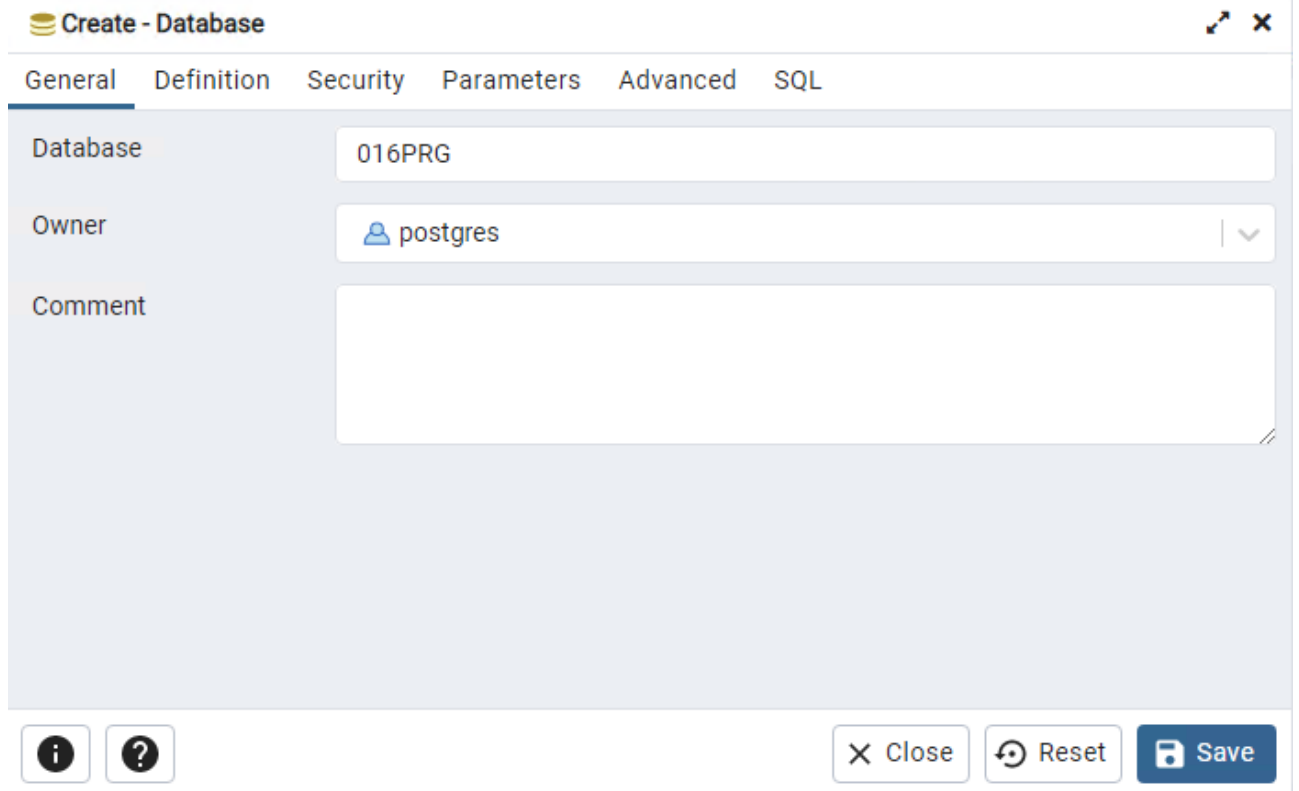 Create - Database
General Definition Security Parameters Advanced SQL
Database 016PRG
Owner postgres
Comment
Close Reset Save